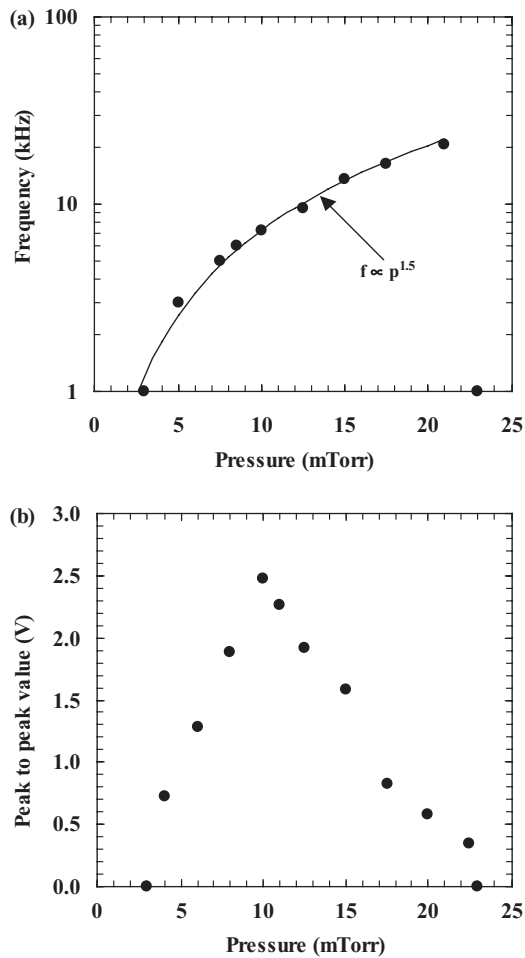 (a)
100
10
1
Frequency (kHz)
f ∝ p^1.5
0 5 10 15 20 25
Pressure (mTorr)
(b)
3.0
2.5
2.0
1.5
1.0
0.5
0.0
Peak to peak value (V)
0 5 10 15 20 25
Pressure (mTorr)